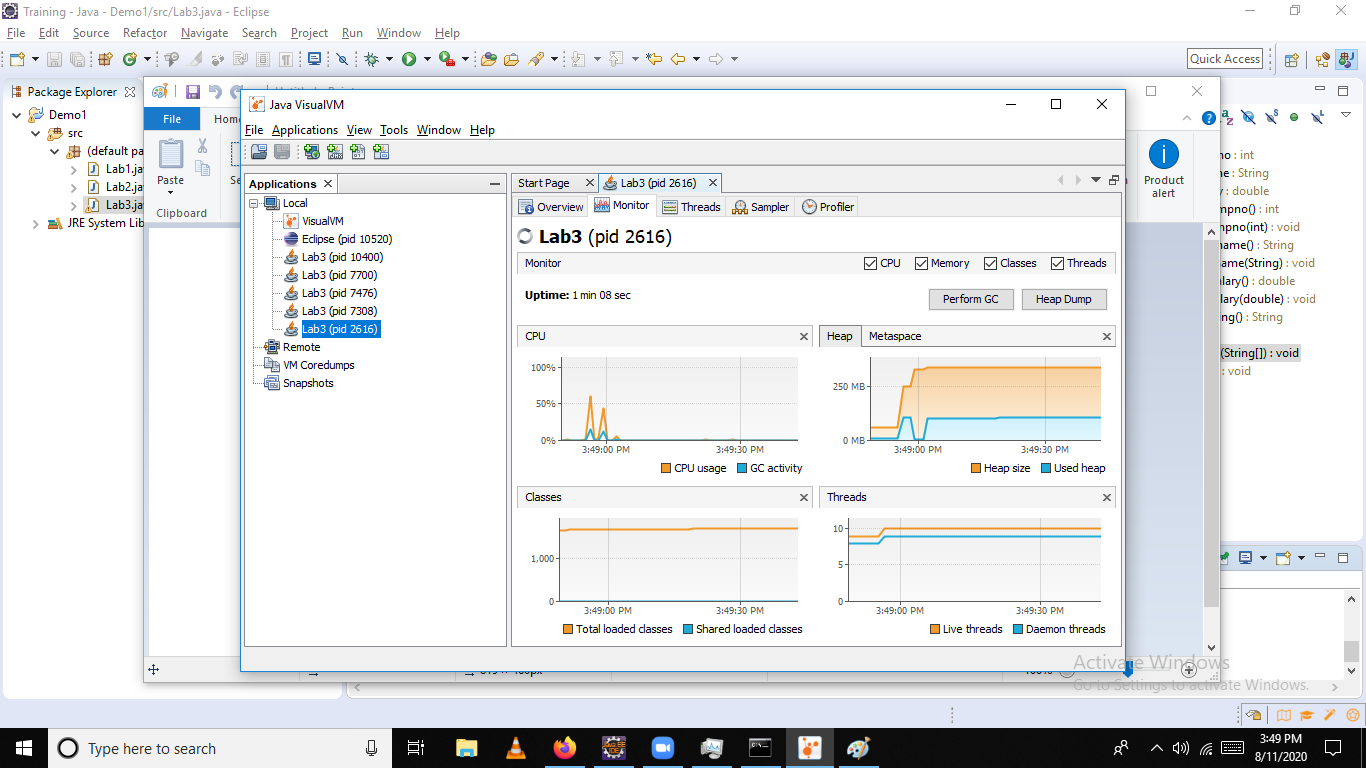 Training - Java - Demo1/src/Lab3.java - Eclipse
File Edit Source Refactor Navigate Search Project Run Window Help
Quick Access
Package Explorer
Demo1
src
(default pa
Lab1.ja
Lab2.ja
Lab3.ja
JRE System Lib
File Home
Paste
Clipboard
Product
alert
no : int
me : String
y : double
mpno() : int
mpno(int) : void
name() : String
ame(String) : void
lary() : double
lary(double) : void
ng() : String
(String[]) : void
: void
Java VisualVM
File Applications View Tools Window Help
Applications
Local
VisualVM
Eclipse (pid 10520)
Lab3 (pid 10400)
Lab3 (pid 7700)
Lab3 (pid 7476)
Lab3 (pid 7308)
Lab3 (pid 2616)
Remote
VM Coredumps
Snapshots
Start Page Lab3 (pid 2616)
Overview Monitor Threads Sampler Profiler
Lab3 (pid 2616)
Monitor CPU Memory Classes Threads
Uptime: 1 min 08 sec Perform GC Heap Dump
CPU
100%
50%
0%
3:49:00 PM 3:49:30 PM
CPU usage GC activity
Heap Metaspace
250 MB
0 MB
3:49:00 PM 3:49:30 PM
Heap size Used heap
Classes
1,000
0
3:49:00 PM 3:49:30 PM
Total loaded classes Shared loaded classes
Threads
10
5
0
3:49:00 PM 3:49:30 PM
Live threads Daemon threads
Activate Windows
Go to Settings to activate Windows.
Type here to search
3:49 PM
8/11/2020